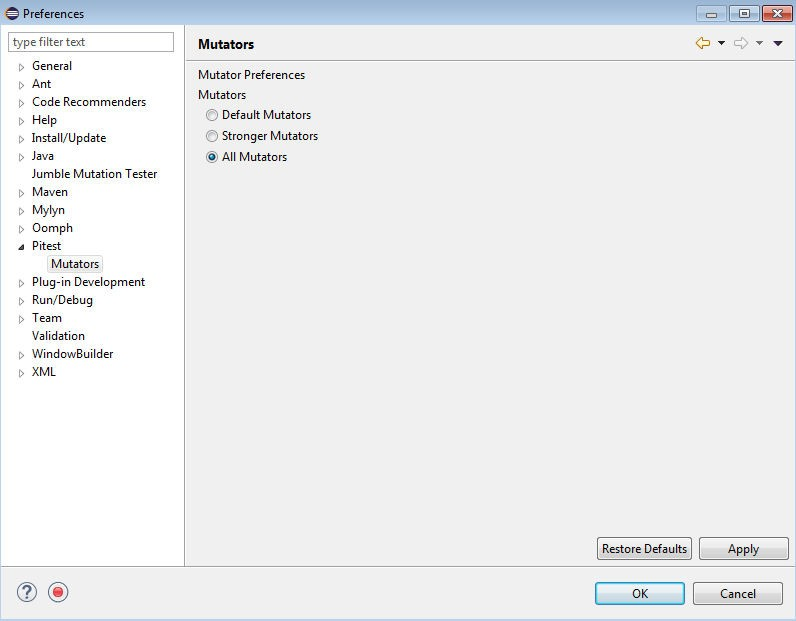 Preferences
type filter text
General
Ant
Code Recommenders
Help
Install/Update
Java
Jumble Mutation Tester
Maven
Mylyn
Oomph
Pitest
Mutators
Plug-in Development
Run/Debug
Team
Validation
WindowBuilder
XML
Mutators
Mutator Preferences
Mutators
Default Mutators
Stronger Mutators
All Mutators
Restore Defaults
Apply
?
OK
Cancel